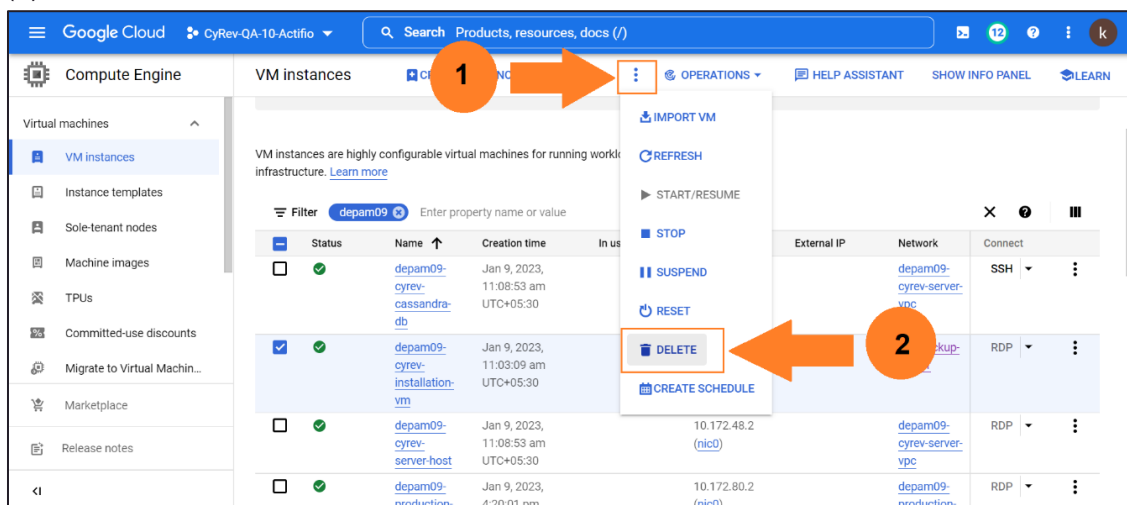 Google Cloud CyRev-QA-10-Actifio Search Products, resources, docs (/) 12 ? k
Compute Engine VM instances OPERATIONS HELP ASSISTANT SHOW INFO PANEL LEARN
1
Virtual machines
VM instances
Instance templates
Sole-tenant nodes
Machine images
TPUs
Committed-use discounts
Migrate to Virtual Machin...
Marketplace
Release notes
VM instances are highly configurable virtual machines for running
infrastructure. Learn more
Filter depam09 Enter property name or value
Status Name Creation time External IP Network Connect
depam09-
cyrev-
cassandra-
db
Jan 9, 2023,
11:08:53 am
UTC+05:30
depam09-
cyrev-server-
vpc
SSH
depam09-
cyrev-
installation-
vm
Jan 9, 2023,
11:03:09 am
UTC+05:30
RDP
depam09-
cyrev-
server-host
Jan 9, 2023,
11:08:53 am
UTC+05:30
10.172.48.2
(nic0)
depam09-
cyrev-server-
vpc
RDP
depam09-
production-
Jan 9, 2023,
4:20:01 pm
10.172.80.2
(nic0)
depam09-
production-
RDP
IMPORT VM
REFRESH
START/RESUME
STOP
SUSPEND
RESET
DELETE
CREATE SCHEDULE
2